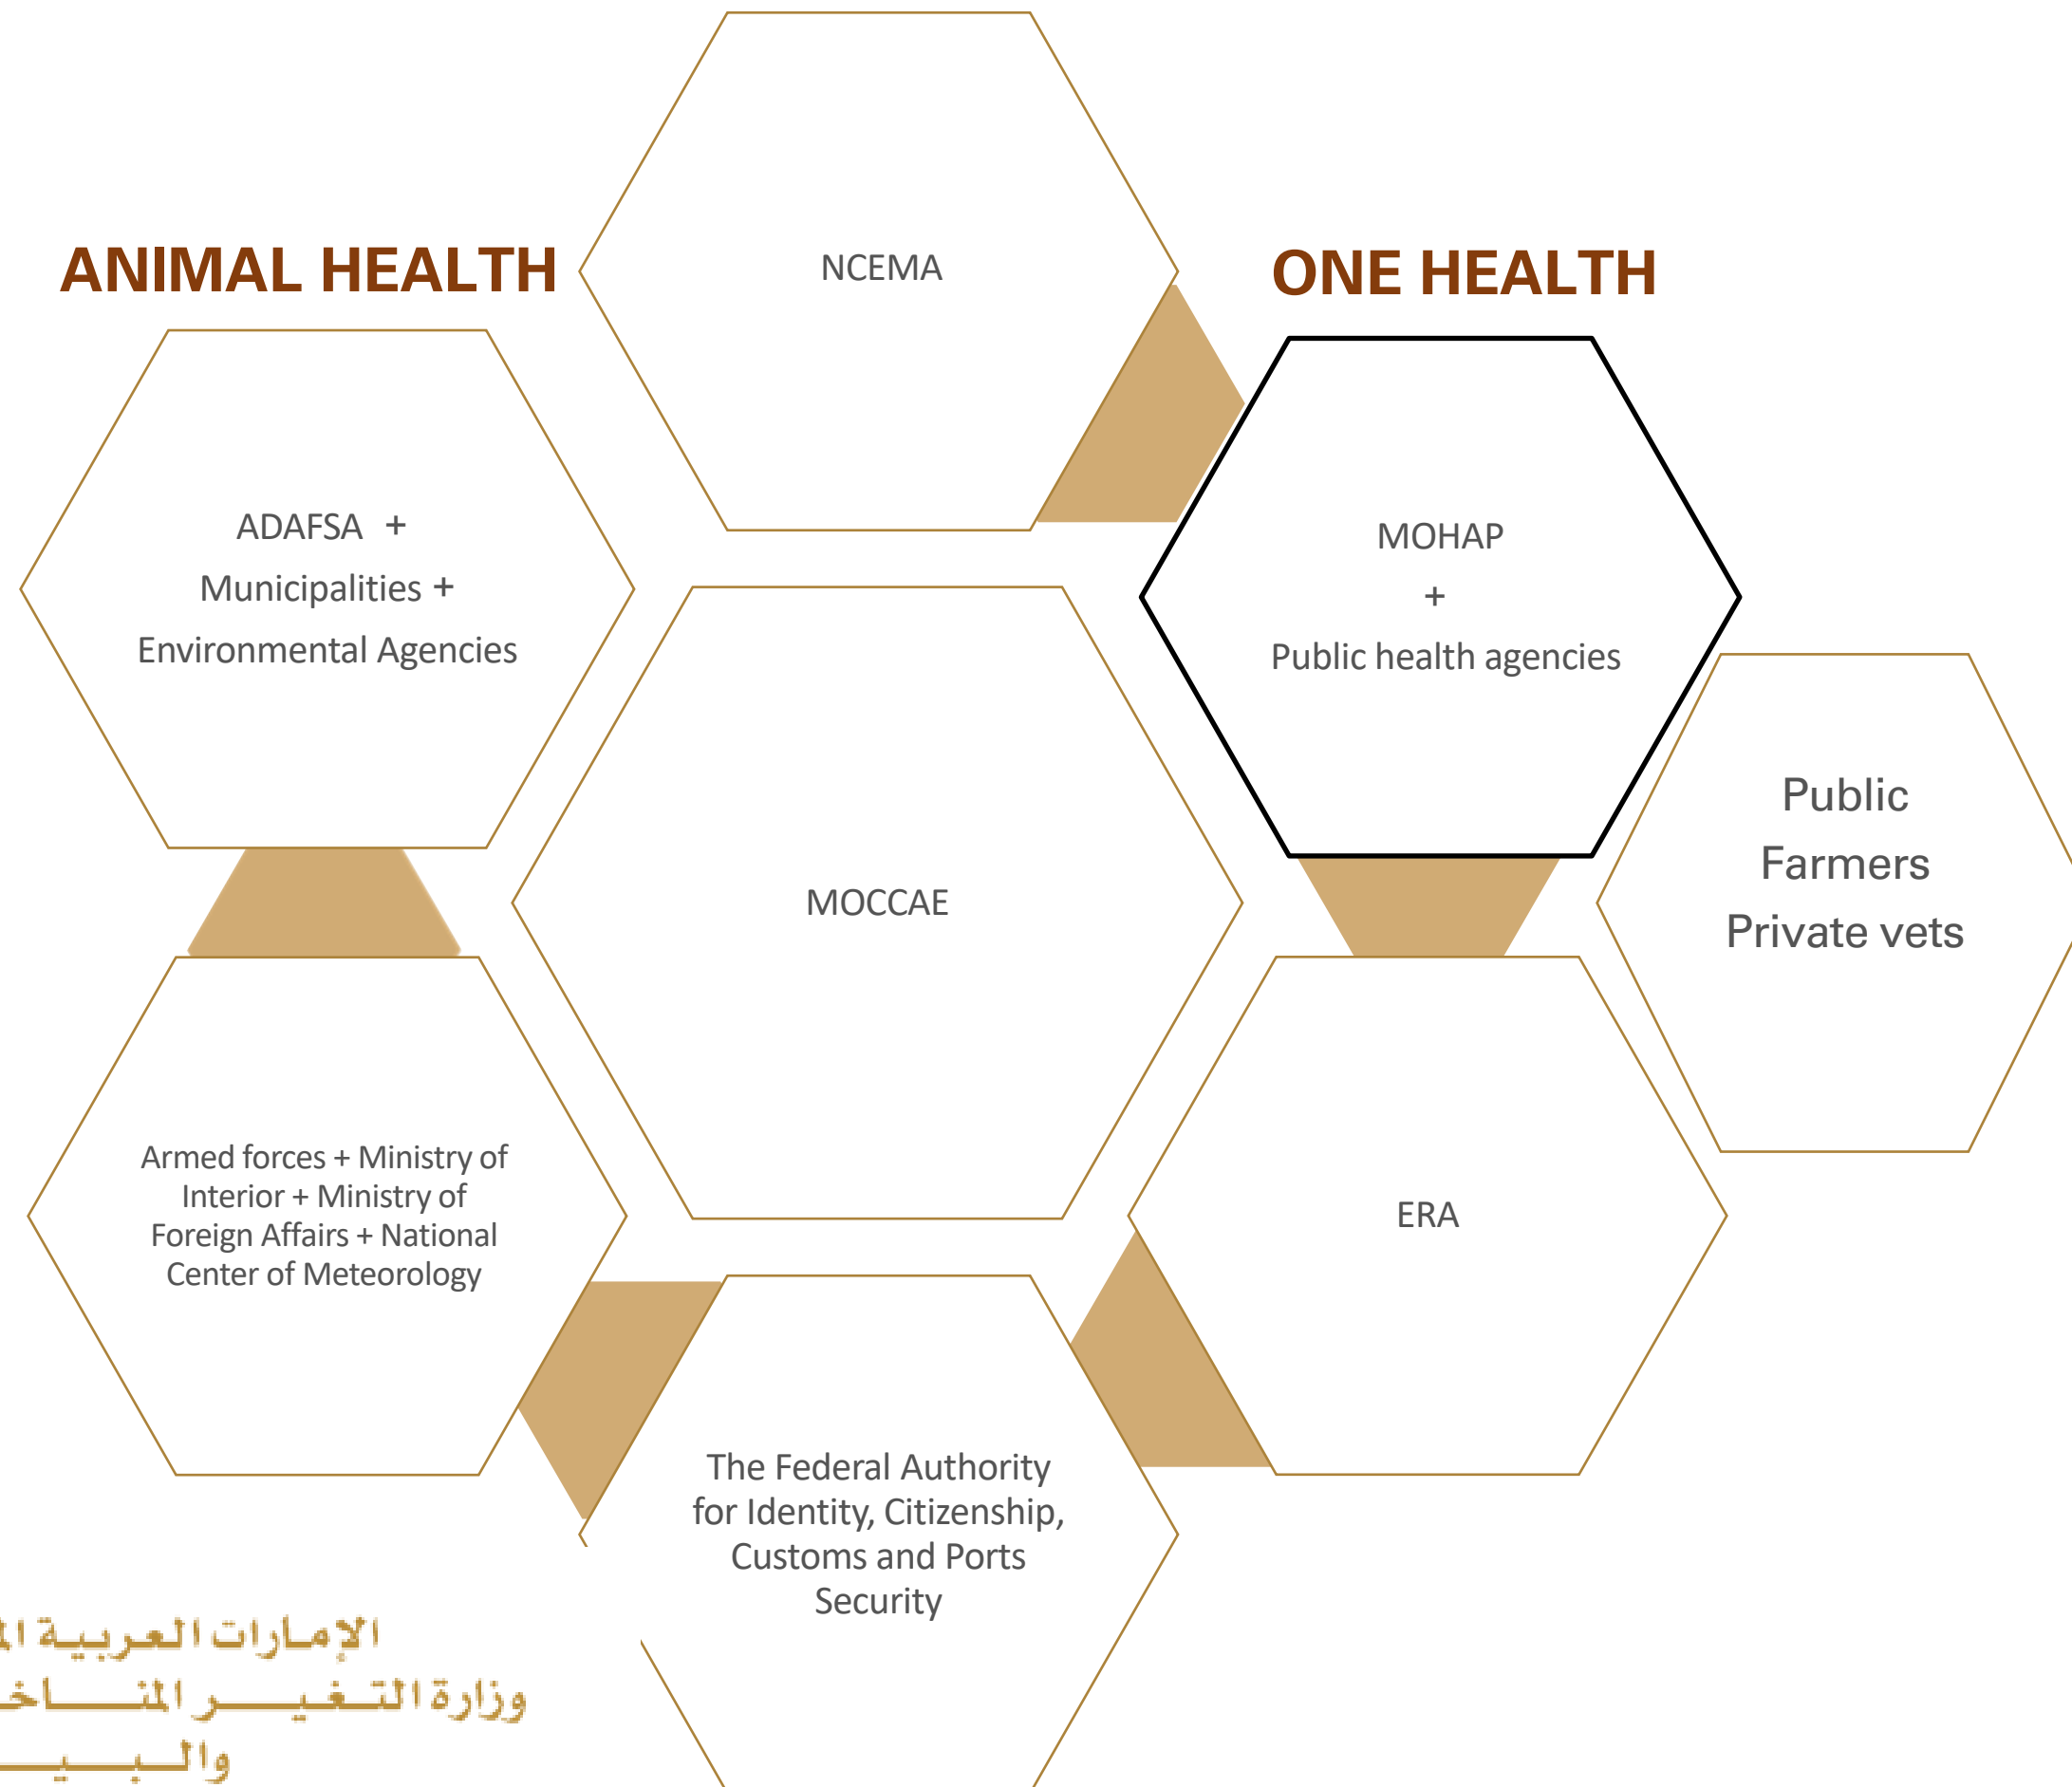 ANIMAL HEALTH
NCEMA
ONE HEALTH
ADAFSA +
Municipalities +
Environmental Agencies
MOHAP
+
Public health agencies
Public
Farmers
Private vets
MOCCAE
Armed forces + Ministry of
Interior + Ministry of
Foreign Affairs + National
Center of Meteorology
ERA
The Federal Authority
for Identity, Citizenship,
Customs and Ports
Security
الإمارات العربية
وزارة التغير